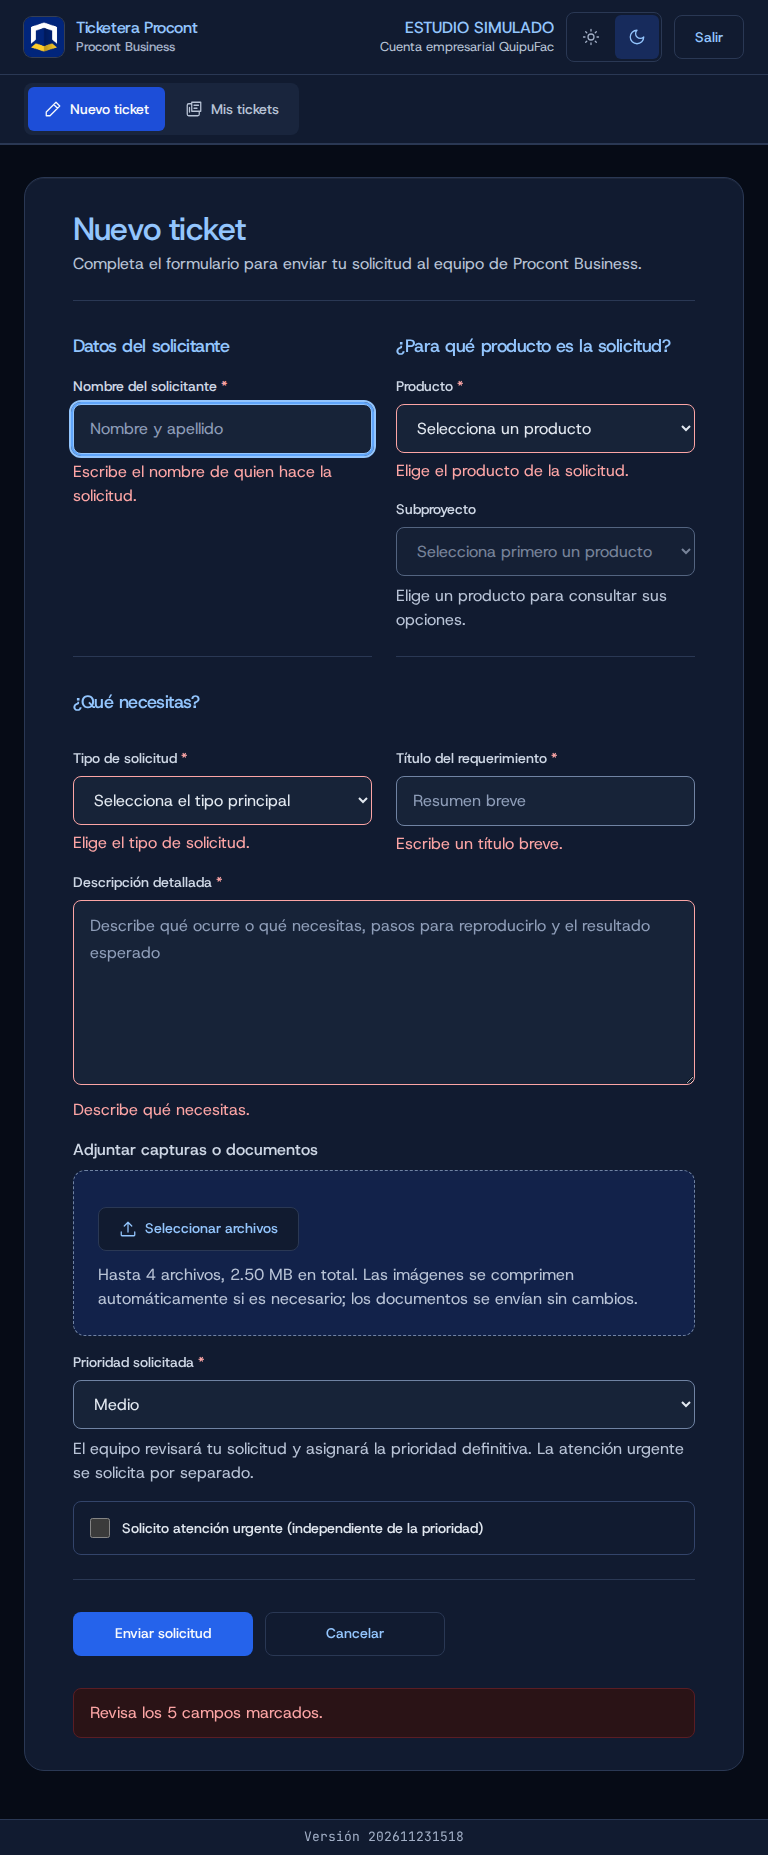 Ticketera Procont
Procont Business
ESTUDIO SIMULADO
Cuenta empresarial QuipuFac
Salir
Nuevo ticket
Mis tickets
Nuevo ticket
Completa el formulario para enviar tu solicitud al equipo de Procont Business.
Datos del solicitante
Nombre del solicitante *
Nombre y apellido
Escribe el nombre de quien hace la
solicitud.
¿Para qué producto es la solicitud?
Producto *
Selecciona un producto
Elige el producto de la solicitud.
Subproyecto
Selecciona primero un producto
Elige un producto para consultar sus
opciones.
¿Qué necesitas?
Tipo de solicitud *
Selecciona el tipo principal
Elige el tipo de solicitud.
Título del requerimiento *
Resumen breve
Escribe un título breve.
Descripción detallada *
Describe qué ocurre o qué necesitas, pasos para reproducirlo y el resultado
esperado
Describe qué necesitas.
Adjuntar capturas o documentos
Seleccionar archivos
Hasta 4 archivos, 2.50 MB en total. Las imágenes se comprimen
automáticamente si es necesario; los documentos se envían sin cambios.
Prioridad solicitada *
Medio
El equipo revisará tu solicitud y asignará la prioridad definitiva. La atención urgente
se solicita por separado.
Solicito atención urgente (independiente de la prioridad)
Enviar solicitud
Cancelar
Revisa los 5 campos marcados.
Versión 202611231518